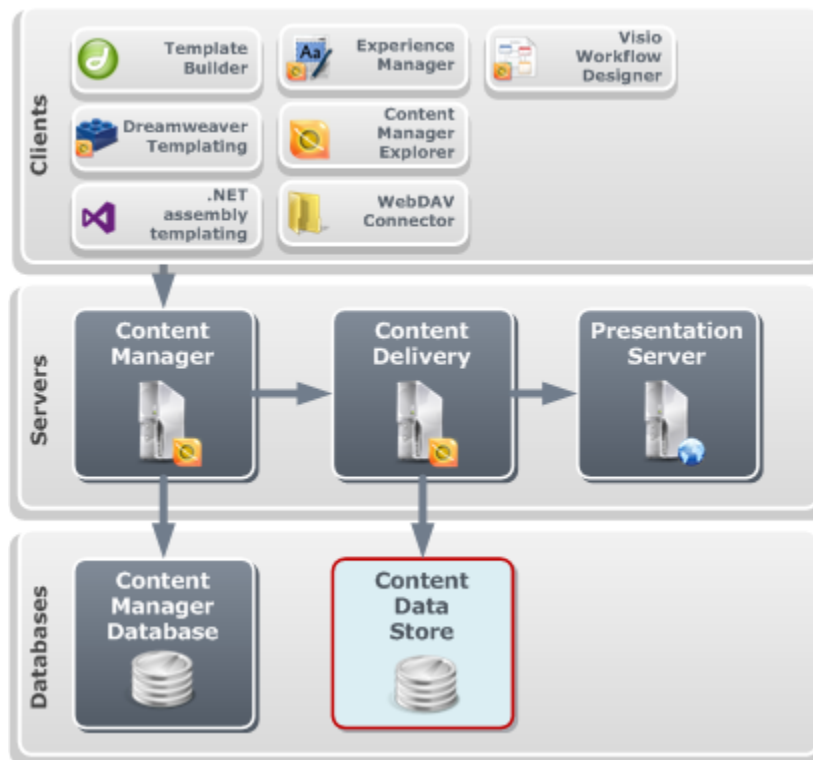 Clients
Template
Builder
Experience
Manager
Aa
Visio
Workflow
Designer
Dreamweaver
Templating
Content
Manager
Explorer
.NET
assembly
templating
WebDAV
Connector
Servers
Content
Manager
Content
Delivery
Presentation
Server
Databases
Content
Manager
Database
Content
Data
Store